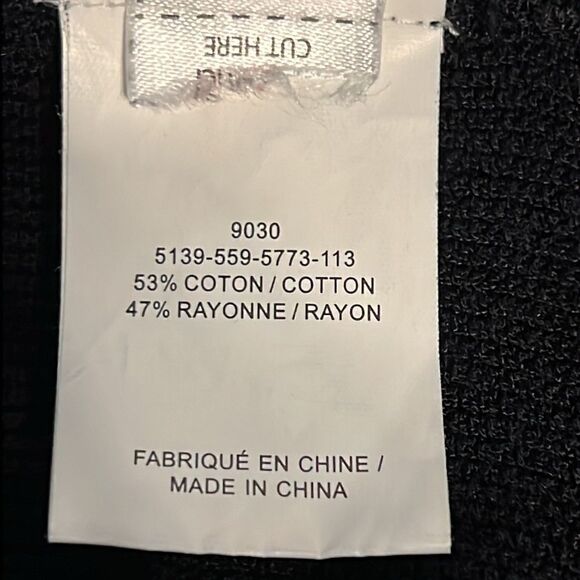 CUT HERE
9030
5139-559-5773-113
53% COTON / COTTON
47% RAYONNE / RAYON
FABRIQUÉ EN CHINE /
MADE IN CHINA